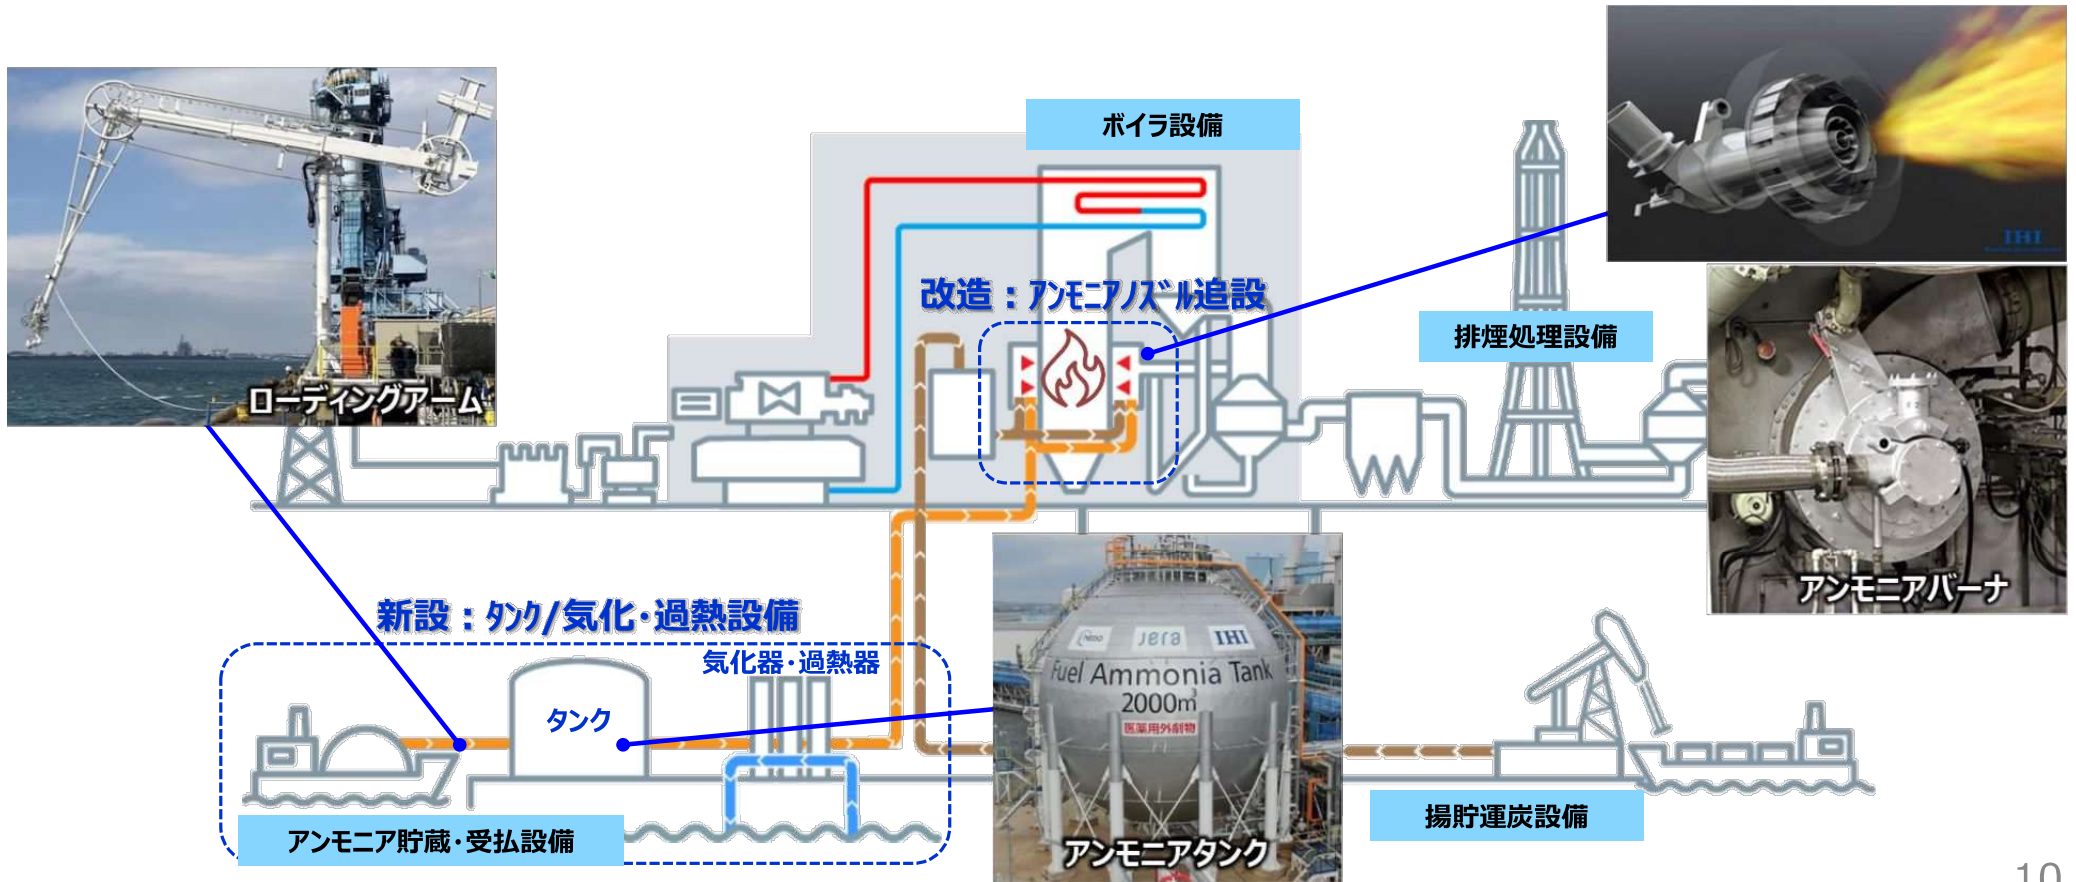 ボイラ設備
IHI
改造：ｱﾝﾓﾆｱﾉｽﾞﾙ追設
排煙処理設備
ローディングアーム
アンモニアバーナ
新設：ﾀﾝｸ/気化･過熱設備
気化器･過熱器
タンク
NEDO
jera
IHI
Fuel Ammonia Tank
2000m³
医薬用外劇物
アンモニアタンク
アンモニア貯蔵･受払設備
揚貯運炭設備
10